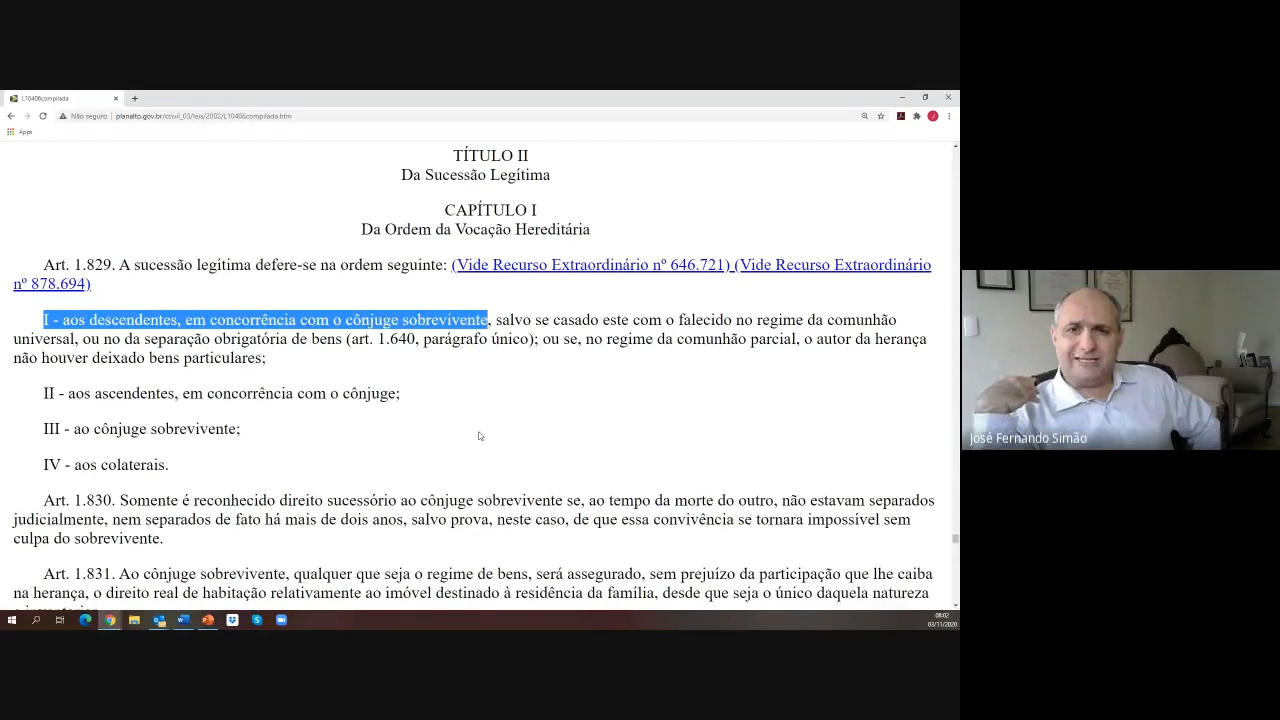 L10406compilada
Não seguro
planalto.gov.br/ccivil_03/leis/2002/L10406compilada.htm
Apps
TÍTULO II
Da Sucessão Legítima
CAPÍTULO I
Da Ordem da Vocação Hereditária
Art. 1.829. A sucessão legítima defere-se na ordem seguinte: (Vide Recurso Extraordinário nº 646.721) (Vide Recurso Extraordinário
nº 878.694)
I - aos descendentes, em concorrência com o cônjuge sobrevivente, salvo se casado este com o falecido no regime da comunhão
universal, ou no da separação obrigatória de bens (art. 1.640, parágrafo único); ou se, no regime da comunhão parcial, o autor da herança
não houver deixado bens particulares;
II - aos ascendentes, em concorrência com o cônjuge;
III - ao cônjuge sobrevivente;
IV - aos colaterais.
Art. 1.830. Somente é reconhecido direito sucessório ao cônjuge sobrevivente se, ao tempo da morte do outro, não estavam separados
judicialmente, nem separados de fato há mais de dois anos, salvo prova, neste caso, de que essa convivência se tornara impossível sem
culpa do sobrevivente.
Art. 1.831. Ao cônjuge sobrevivente, qualquer que seja o regime de bens, será assegurado, sem prejuízo da participação que lhe caiba
na herança, o direito real de habitação relativamente ao imóvel destinado à residência da família, desde que seja o único daquela natureza
José Fernando Simão
08:02
03/11/2020